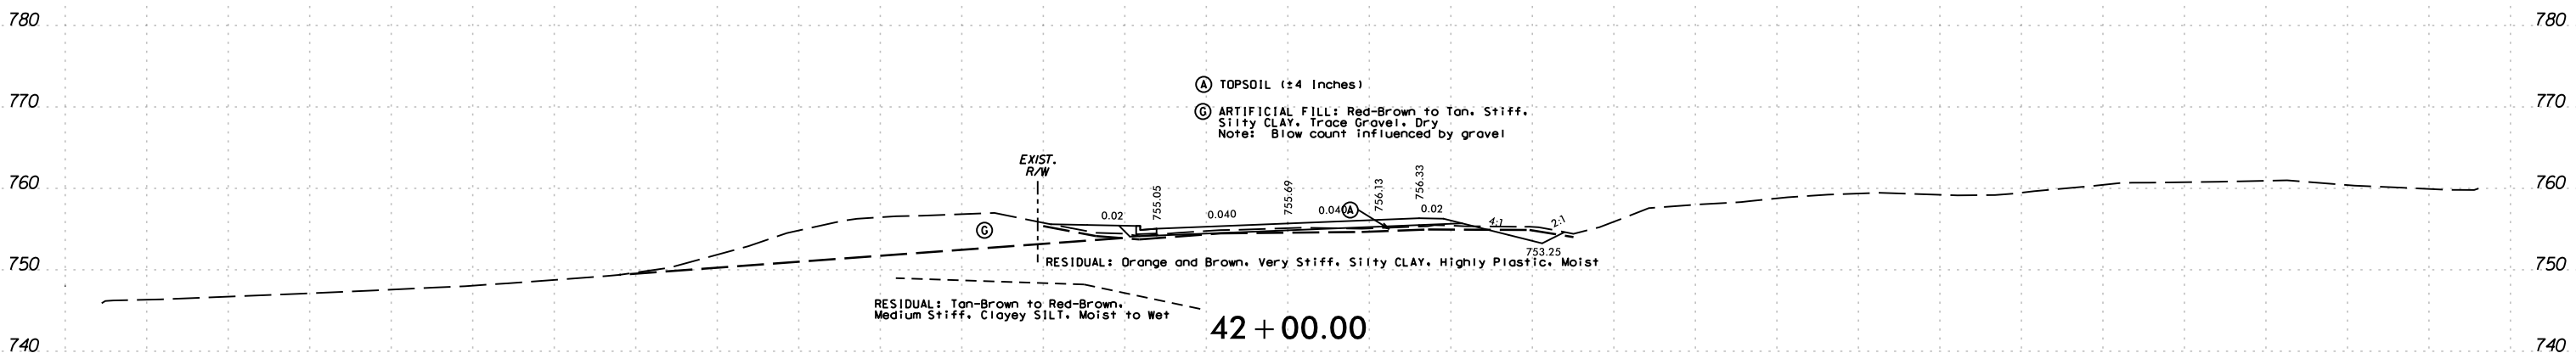 780
780
Ⓐ TOPSOIL (±4 Inches)
770
770
Ⓖ ARTIFICIAL FILL: Red-Brown to Tan. Stiff.
Silty CLAY. Trace Gravel. Dry
Note: Blow count influenced by gravel
EXIST.
R/W
760
760
755.05
755.69
756.13
756.33
0.02
0.040
0.040
Ⓐ
0.02
4:1
2:1
Ⓖ
753.25
750
750
RESIDUAL: Orange and Brown. Very Stiff. Silty CLAY. Highly Plastic. Moist
RESIDUAL: Tan-Brown to Red-Brown.
Medium Stiff. Clayey SILT. Moist to Wet
42+00.00
740
740